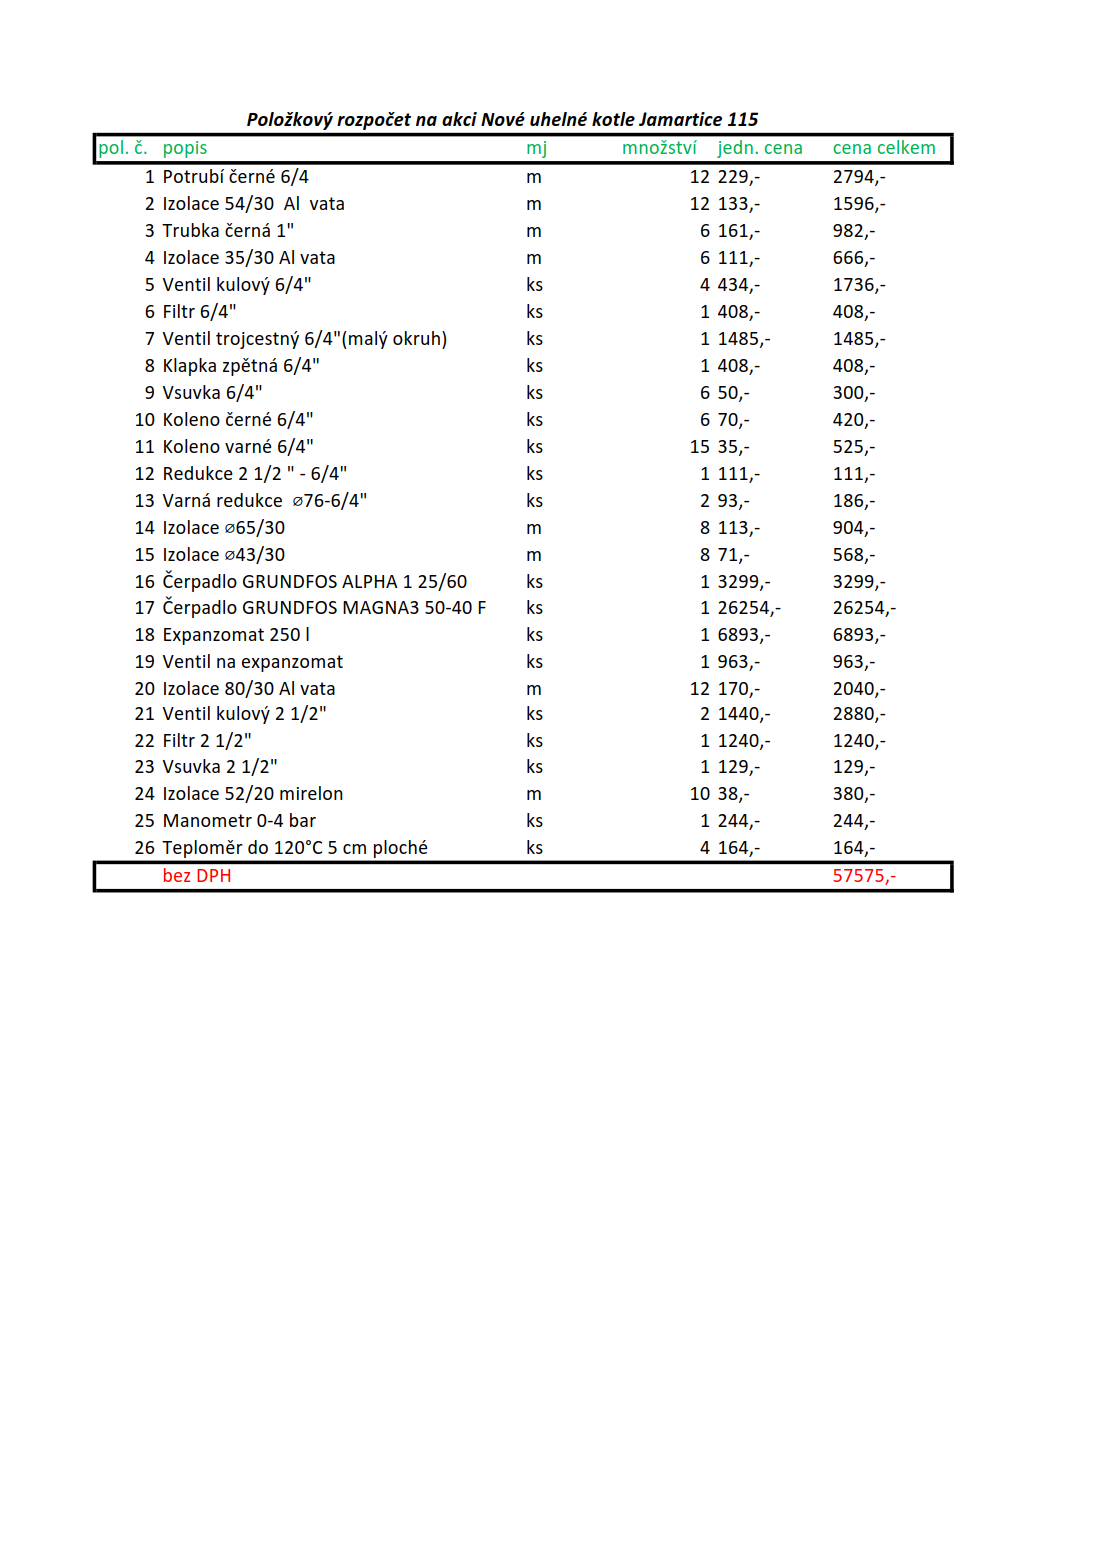 Položkový rozpočet na akci Nové uhelné kotle Jamartice 115
pol. č. popis mj množství jedn. cena cena celkem
1 Potrubí černé 6/4 m 12 229,- 2794,-
2 Izolace 54/30 Al vata m 12 133,- 1596,-
3 Trubka černá 1" m 6 161,- 982,-
4 Izolace 35/30 Al vata m 6 111,- 666,-
5 Ventil kulový 6/4" ks 4 434,- 1736,-
6 Filtr 6/4" ks 1 408,- 408,-
7 Ventil trojcestný 6/4"(malý okruh) ks 1 1485,- 1485,-
8 Klapka zpětná 6/4" ks 1 408,- 408,-
9 Vsuvka 6/4" ks 6 50,- 300,-
10 Koleno černé 6/4" ks 6 70,- 420,-
11 Koleno varné 6/4" ks 15 35,- 525,-
12 Redukce 2 1/2 " - 6/4" ks 1 111,- 111,-
13 Varná redukce ⌀76-6/4" ks 2 93,- 186,-
14 Izolace ⌀65/30 m 8 113,- 904,-
15 Izolace ⌀43/30 m 8 71,- 568,-
16 Čerpadlo GRUNDFOS ALPHA 1 25/60 ks 1 3299,- 3299,-
17 Čerpadlo GRUNDFOS MAGNA3 50-40 F ks 1 26254,- 26254,-
18 Expanzomat 250 l ks 1 6893,- 6893,-
19 Ventil na expanzomat ks 1 963,- 963,-
20 Izolace 80/30 Al vata m 12 170,- 2040,-
21 Ventil kulový 2 1/2" ks 2 1440,- 2880,-
22 Filtr 2 1/2" ks 1 1240,- 1240,-
23 Vsuvka 2 1/2" ks 1 129,- 129,-
24 Izolace 52/20 mirelon m 10 38,- 380,-
25 Manometr 0-4 bar ks 1 244,- 244,-
26 Teploměr do 120°C 5 cm ploché ks 4 164,- 164,-
bez DPH 57575,-